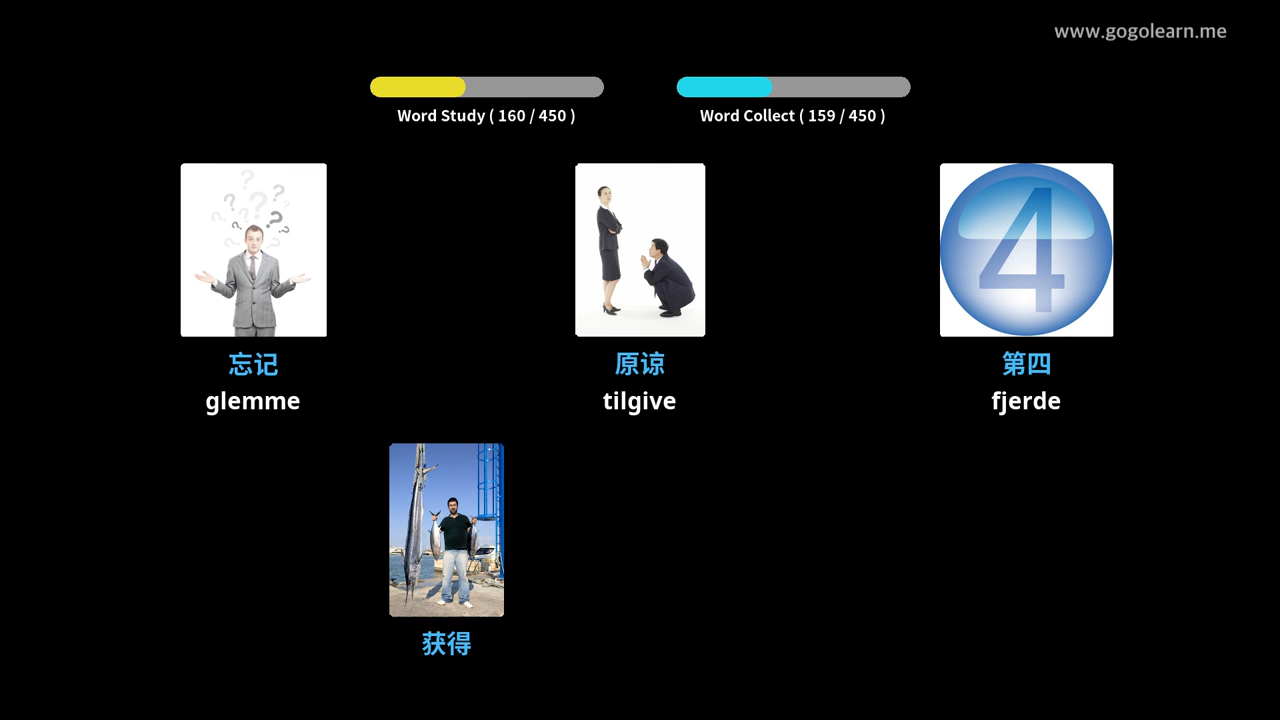 www.gogolearn.me
Word Study ( 160 / 450 )
Word Collect ( 159 / 450 )
4
忘记
glemme
原谅
tilgive
第四
fjerde
获得